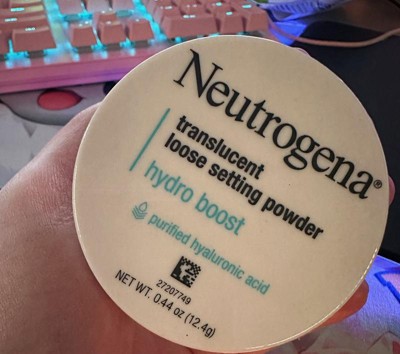 Neutrogena®
translucent
loose setting powder
hydro boost
purified hyaluronic acid
27207749
NET WT. 0.44 oz (12.4g)